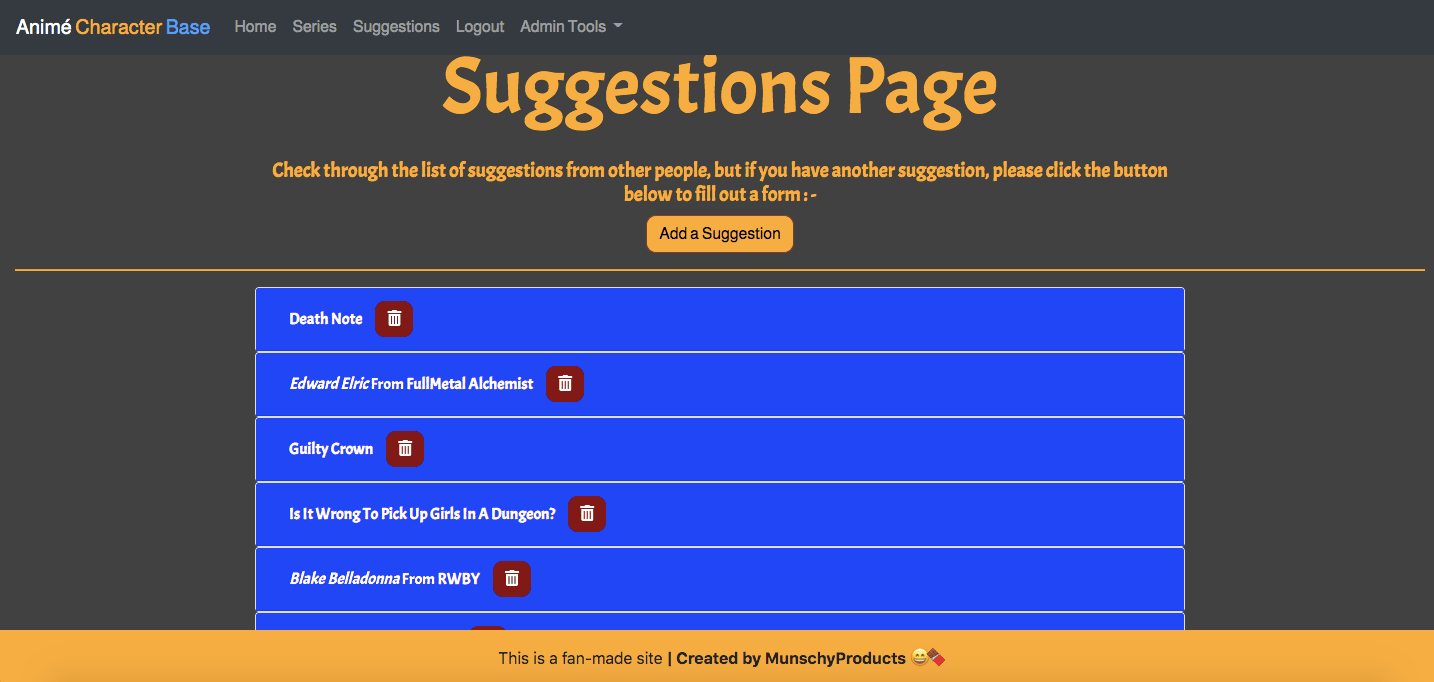 Animé Character Base Home Series Suggestions Logout Admin Tools
Suggestions Page
Check through the list of suggestions from other people, but if you have another suggestion, please click the button
below to fill out a form : -
Add a Suggestion
Death Note
Edward Elric From FullMetal Alchemist
Guilty Crown
Is It Wrong To Pick Up Girls In A Dungeon?
Blake Belladonna From RWBY
This is a fan-made site | Created by MunschyProducts 😄🍫